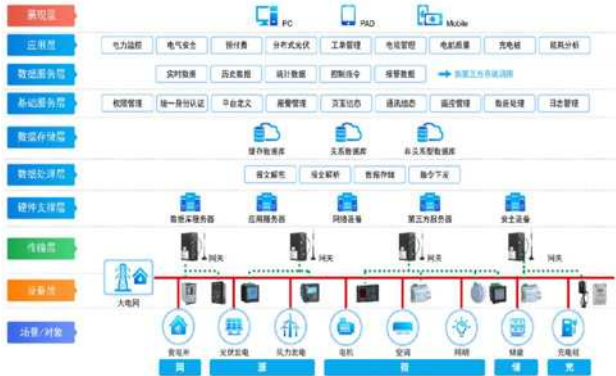 展现层
PC
PAD
Mobile
应用层
电力监控
电气安全
预付费
分布式光伏
工单管理
电能管理
电能质量
充电桩
能耗分析
数据服务层
实时数据
历史数据
统计数据
控制指令
报警数据
供第三方系统调用
基础服务层
权限管理
统一身份认证
平台定义
报警管理
页面组态
通讯组态
监控管理
数据处理
日志管理
数据存储层
缓存数据库
关系数据库
非关系型数据库
数据处理层
报文解密
报文解析
数据存储
指令下发
硬件支撑层
数据库服务器
应用服务器
网络设备
第三方服务器
安全设备
传输层
网关
网关
网关
网关
设备层
大电网
场景/对象
变电所
光伏发电
风力发电
电机
空调
照明
储能
充电桩
网
源
荷
储
充